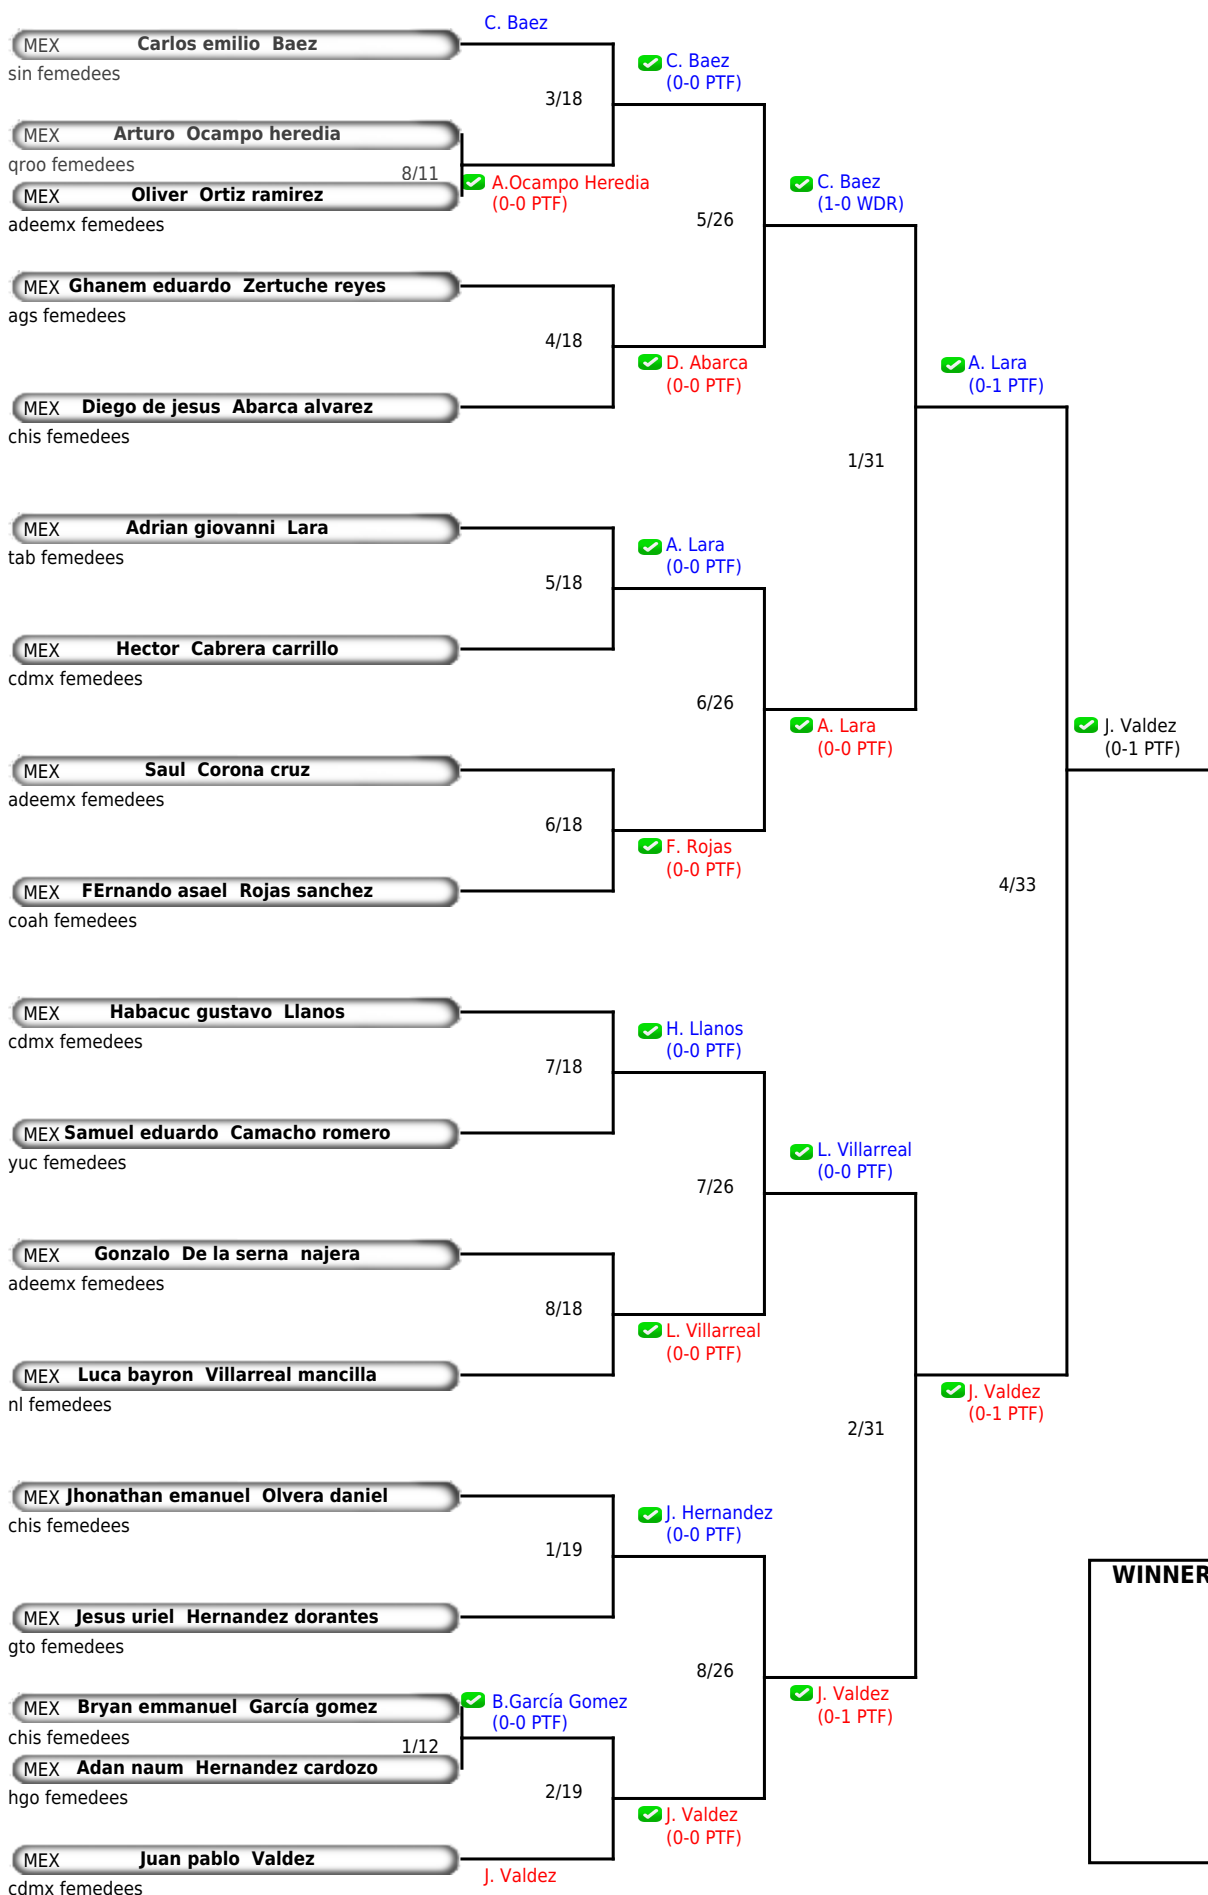 C. Baez
MEX Carlos emilio Baez
sin femedees
C. Baez
(0-0 PTF)
3/18
MEX Arturo Ocampo heredia
qroo femedees
8/11
A.Ocampo Heredia
(0-0 PTF)
MEX Oliver Ortiz ramirez
adeemx femedees
C. Baez
(1-0 WDR)
5/26
MEX Ghanem eduardo Zertuche reyes
ags femedees
4/18
D. Abarca
(0-0 PTF)
A. Lara
(0-1 PTF)
MEX Diego de jesus Abarca alvarez
chis femedees
1/31
MEX Adrian giovanni Lara
tab femedees
A. Lara
(0-0 PTF)
5/18
MEX Hector Cabrera carrillo
cdmx femedees
6/26
A. Lara
(0-0 PTF)
J. Valdez
(0-1 PTF)
MEX Saul Corona cruz
adeemx femedees
6/18
F. Rojas
(0-0 PTF)
MEX FErnando asael Rojas sanchez
coah femedees
4/33
MEX Habacuc gustavo Llanos
cdmx femedees
H. Llanos
(0-0 PTF)
7/18
MEX Samuel eduardo Camacho romero
yuc femedees
L. Villarreal
(0-0 PTF)
7/26
MEX Gonzalo De la serna najera
adeemx femedees
8/18
L. Villarreal
(0-0 PTF)
MEX Luca bayron Villarreal mancilla
nl femedees
J. Valdez
(0-1 PTF)
2/31
MEX Jhonathan emanuel Olvera daniel
chis femedees
J. Hernandez
(0-0 PTF)
1/19
WINNER
MEX Jesus uriel Hernandez dorantes
gto femedees
8/26
J. Valdez
(0-1 PTF)
MEX Bryan emmanuel García gomez
chis femedees
B.García Gomez
(0-0 PTF)
1/12
MEX Adan naum Hernandez cardozo
hgo femedees
2/19
J. Valdez
(0-0 PTF)
MEX Juan pablo Valdez
cdmx femedees
J. Valdez